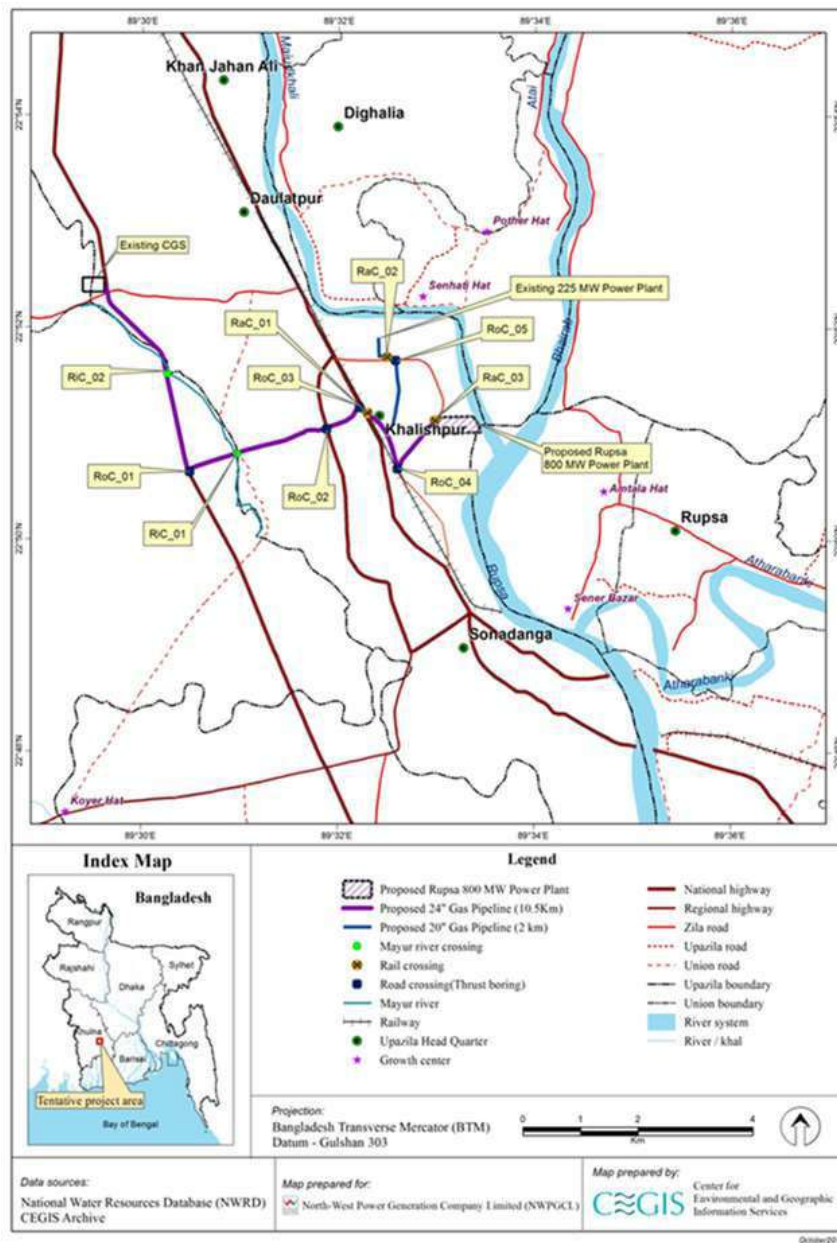 89°30'E 89°32'E 89°34'E 89°36'E
Khan Jahan Ali
Dighalia
Atai
22°54'N
Daulatpur
Pother Hat
Existing CGS
RaC_02
Senhati Hat
Existing 225 MW Power Plant
RaC_01
RoC_05
22°52'N
Bhairab
RiC_02
RoC_03
RaC_03
Khalishpur
Proposed Rupsa
800 MW Power Plant
RoC_01
RoC_02
RoC_04
Amtala Hat
RiC_01
22°50'N
Rupsa
Rupsa
Atharabanki
Sener Bazar
Sonadanga
Atharabanki
22°48'N
Koyer Hat
89°30'E 89°32'E 89°34'E 89°36'E
Index Map
Bangladesh
Rangpur
Rajshahi
Sylhet
Dhaka
Khulna
Barisal
Chittagong
Tentative project area
Bay of Bengal
Legend
Proposed Rupsa 800 MW Power Plant
Proposed 24" Gas Pipeline (10.5Km)
Proposed 20" Gas Pipeline (2 km)
Mayur river crossing
Rail crossing
Road crossing(Thrust boring)
Mayur river
Railway
Upazila Head Quarter
Growth center
National highway
Regional highway
Zila road
Upazila road
Union road
Upazila boundary
Union boundary
River system
River / khal
Projection:
Bangladesh Transverse Mercator (BTM)
Datum - Gulshan 303
0 1 2 4
Km
Data sources:
National Water Resources Database (NWRD)
CEGIS Archive
Map prepared for:
North-West Power Generation Company Limited (NWPGCL)
Map prepared by:
CEGIS
Center for
Environmental and Geographic
Information Services